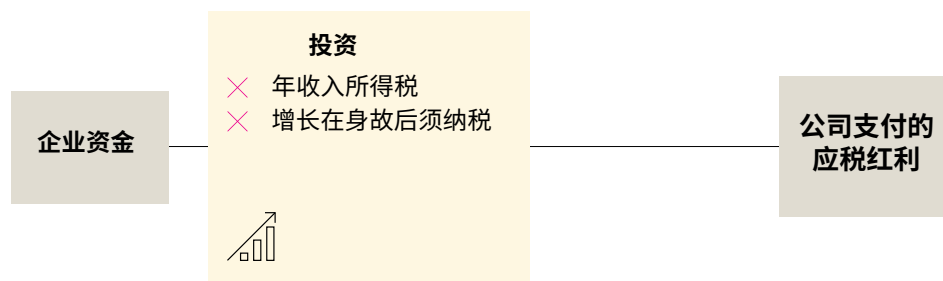 投资
年收入所得税
增长在身故后须纳税
企业资金
公司支付的
应税红利